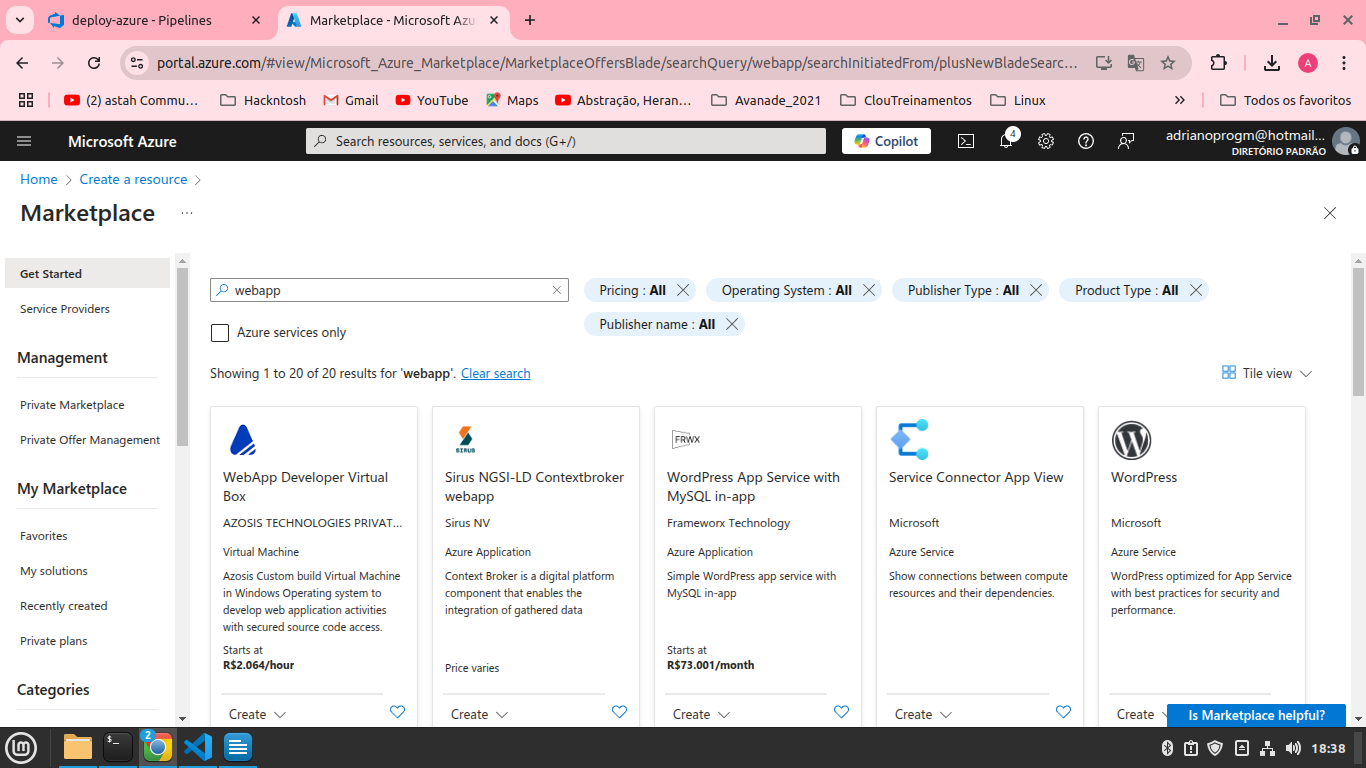 deploy-azure - Pipelines
Marketplace - Microsoft Azu
portal.azure.com/#view/Microsoft_Azure_Marketplace/MarketplaceOffersBlade/searchQuery/webapp/searchInitiatedFrom/plusNewBladeSearc...
A
(2) astah Commu...
Hackntosh
Gmail
YouTube
Maps
Abstração, Heran...
Avanade_2021
ClouTreinamentos
Linux
»
Todos os favoritos
Microsoft Azure
Search resources, services, and docs (G+/)
Copilot
4
adrianoprogm@hotmail...
DIRETÓRIO PADRÃO
Home
Create a resource
Marketplace
...
Get Started
Service Providers
Management
Private Marketplace
Private Offer Management
My Marketplace
Favorites
My solutions
Recently created
Private plans
Categories
webapp
Pricing : All
Operating System : All
Publisher Type : All
Product Type : All
Publisher name : All
Azure services only
Showing 1 to 20 of 20 results for 'webapp'. Clear search
Tile view
WebApp Developer Virtual
Box
AZOSIS TECHNOLOGIES PRIVAT...
Virtual Machine
Azosis Custom build Virtual Machine
in Windows Operating system to
develop web application activities
with secured source code access.
Starts at
R$2.064/hour
Create
SIRUS
Sirus NGSI-LD Contextbroker
webapp
Sirus NV
Azure Application
Context Broker is a digital platform
component that enables the
integration of gathered data
Price varies
Create
FRWX
WordPress App Service with
MySQL in-app
Frameworx Technology
Azure Application
Simple WordPress app service with
MySQL in-app
Starts at
R$73.001/month
Create
Service Connector App View
Microsoft
Azure Service
Show connections between compute
resources and their dependencies.
Create
WordPress
Microsoft
Azure Service
WordPress optimized for App Service
with best practices for security and
performance.
Create
Is Marketplace helpful?
$_
2
18:38